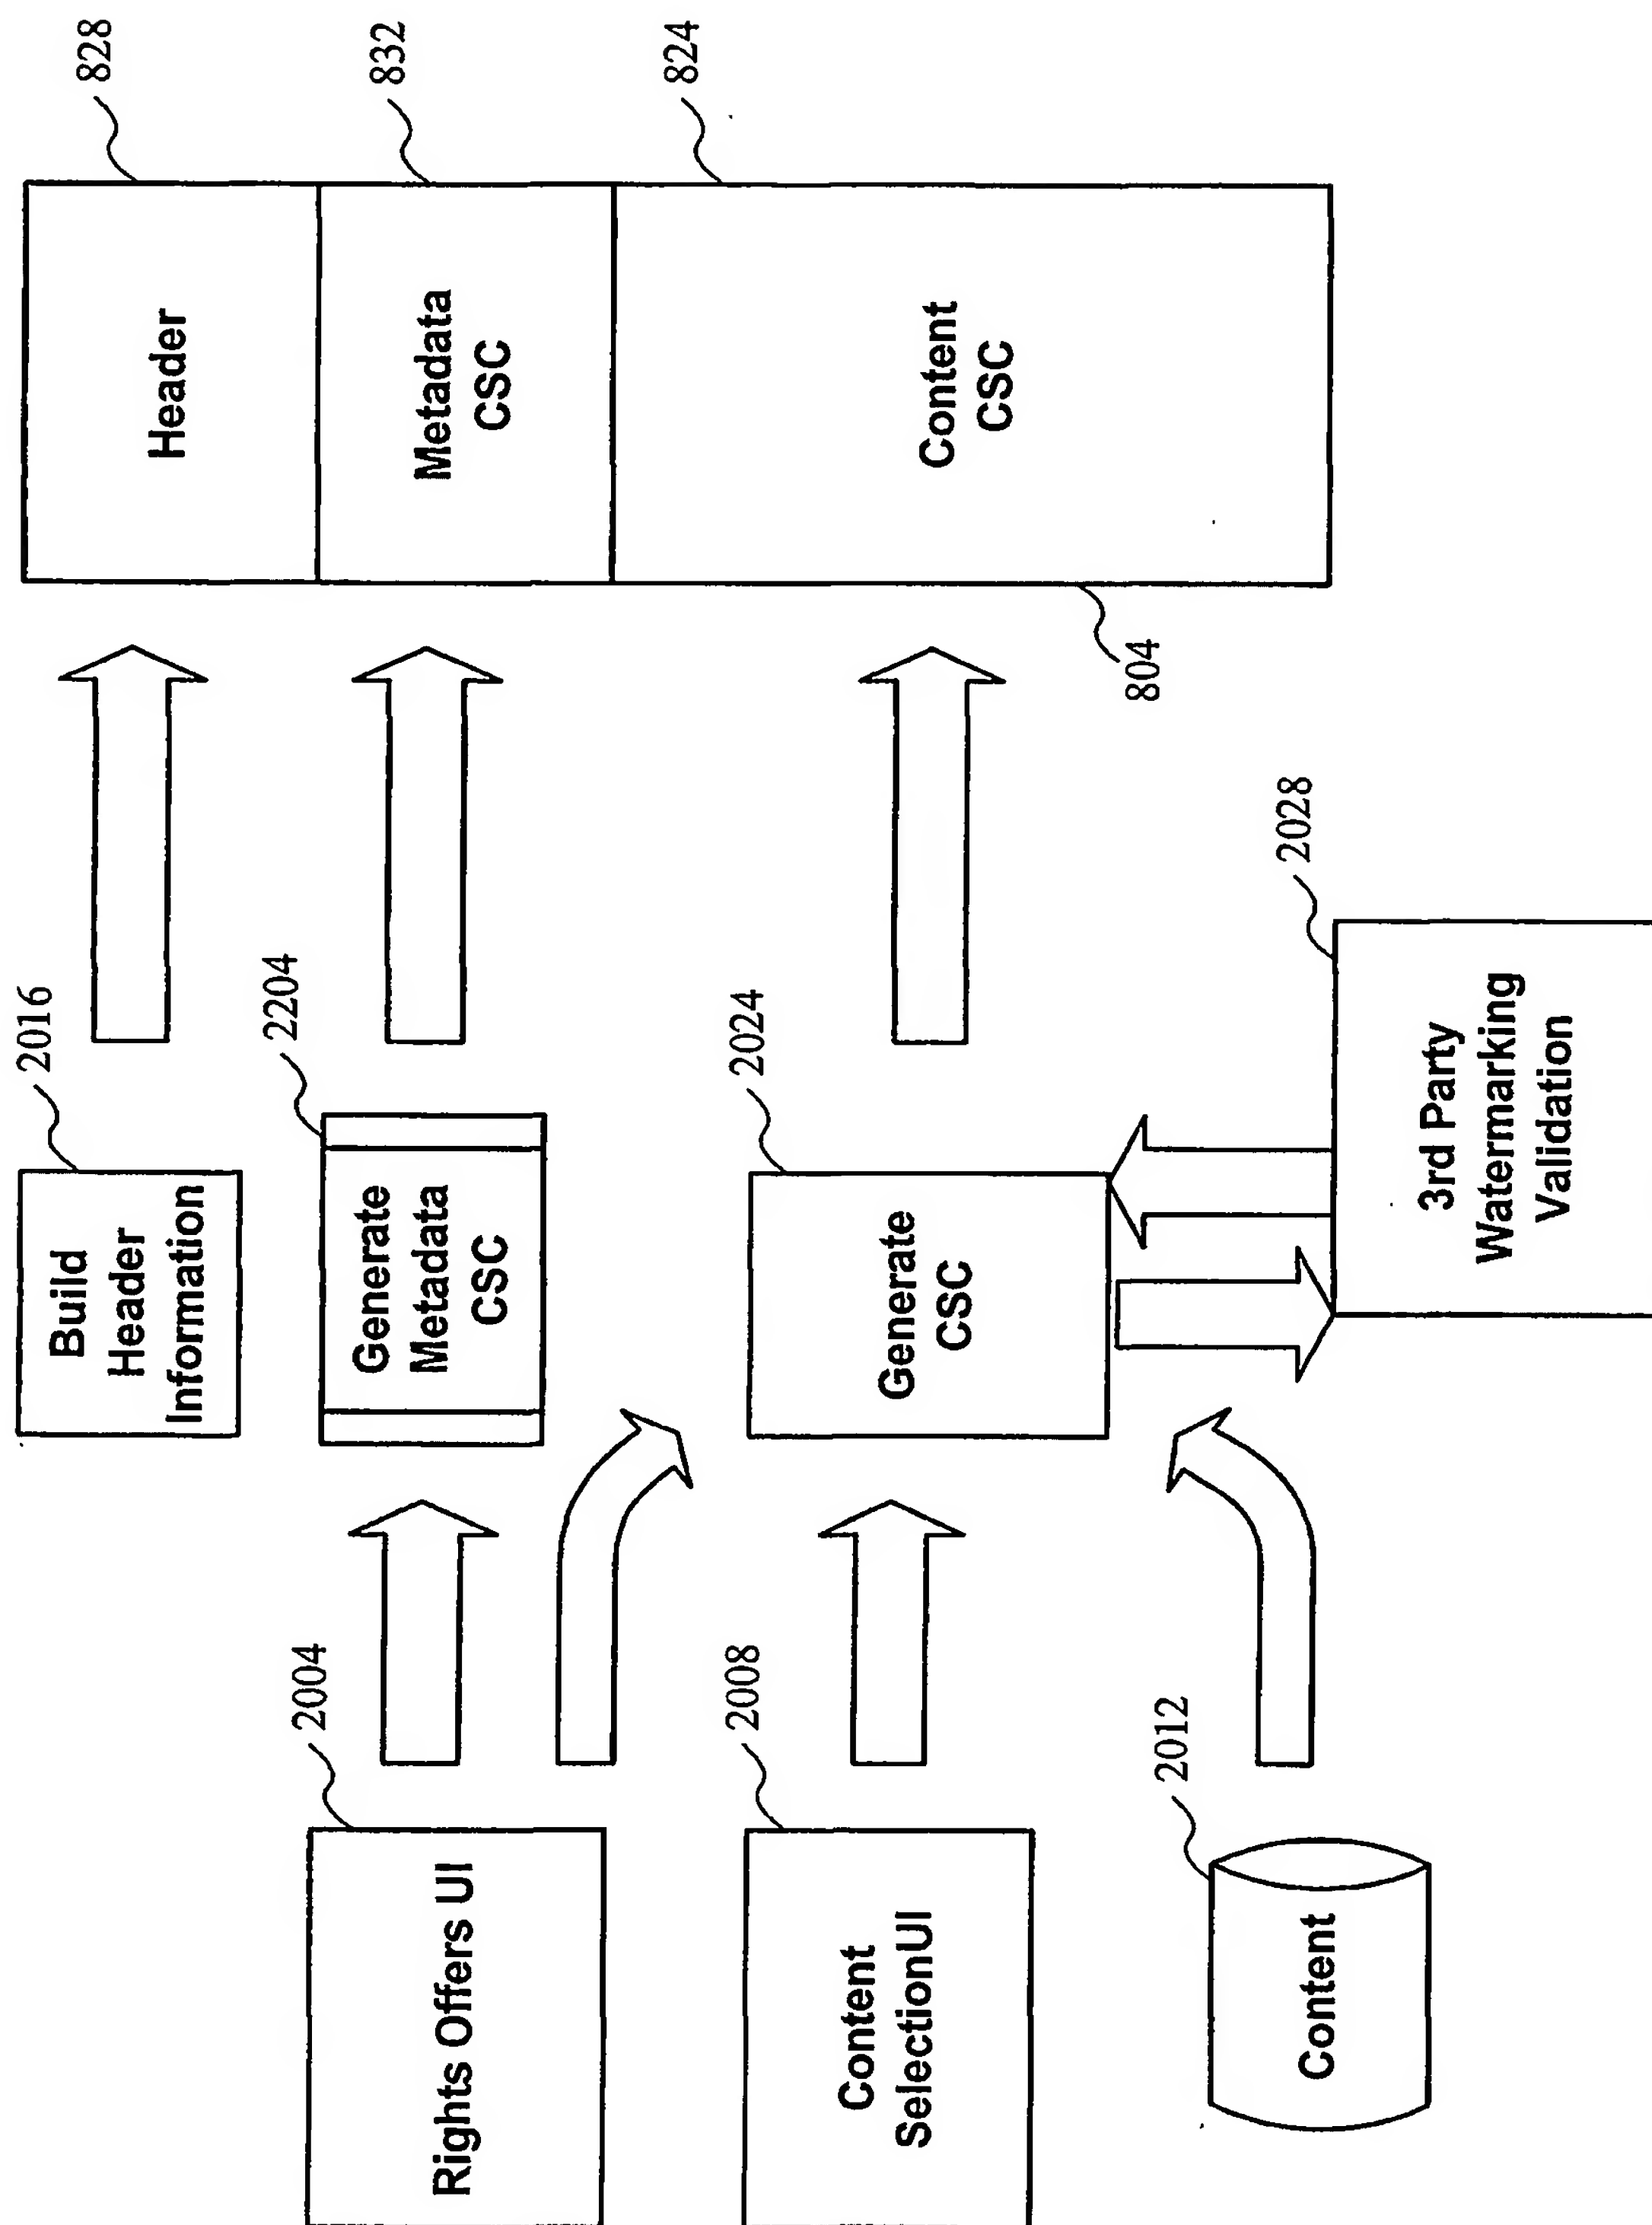 828
Header
832
Metadata
CSC
824
Content
CSC
804
2016
Build
Header
Information
2204
Generate
Metadata
CSC
2024
Generate
CSC
2028
3rd Party
Watermarking
Validation
2004
Rights Offers UI
2008
Content
SelectionUI
2012
Content